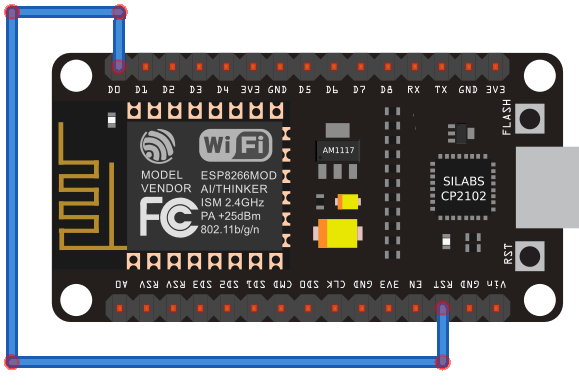 D0 D1 D2 D3 D4 3V3 GND D5 D6 D7 D8 RX TX GND 3V3
FLASH
WiFi
AM1117
MODEL
VENDOR
ESP8266MOD
AI/THINKER
ISM 2.4GHz
PA +25dBm
802.11b/g/n
FC
SILABS
CP2102
RST
A0 RSV RSV SD3 SD2 SD1 CMD SD0 CLK GND 3V3 EN RST GND Vin